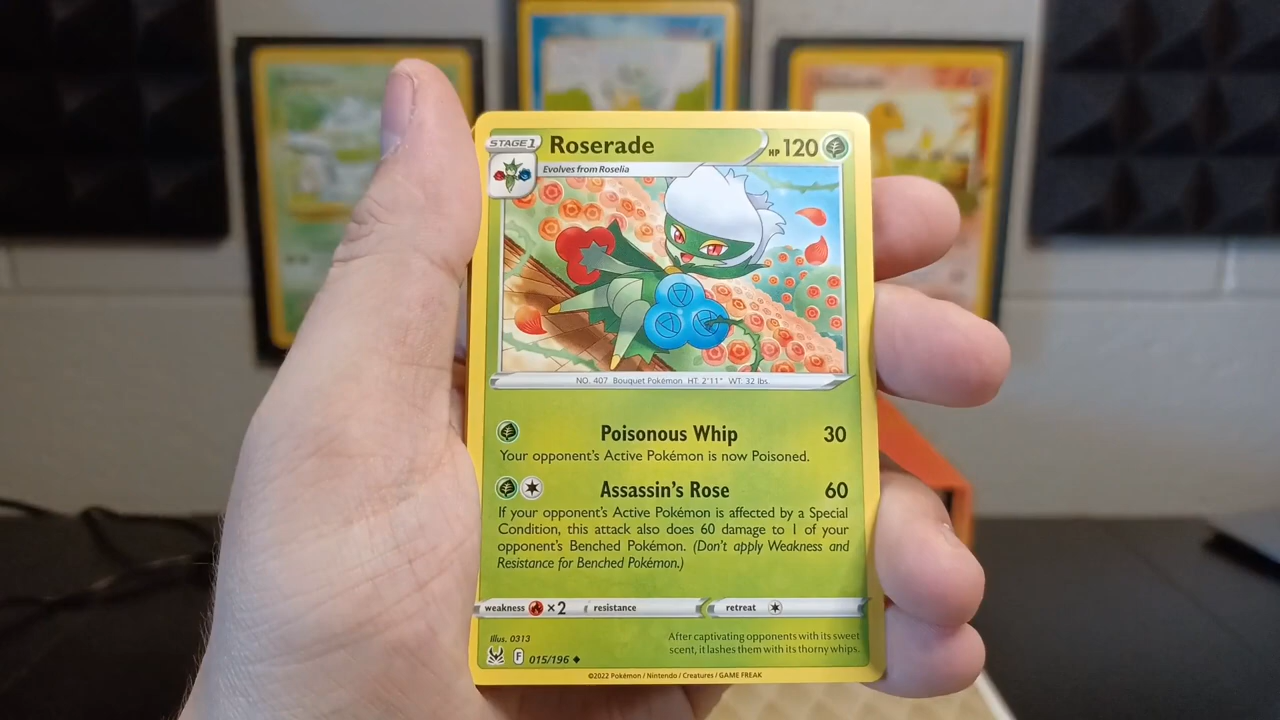 STAGE 1
Roserade
HP 120
Evolves from Roselia
NO. 407 Bouquet Pokémon HT. 2'11" WT. 32 lbs.
Poisonous Whip 30
Your opponent's Active Pokémon is now Poisoned.
Assassin's Rose 60
If your opponent's Active Pokémon is affected by a Special
Condition, this attack also does 60 damage to 1 of your
opponent's Benched Pokémon. (Don't apply Weakness and
Resistance for Benched Pokémon.)
weakness ×2 resistance retreat
Illus. 0313
After captivating opponents with its sweet
scent, it lashes them with its thorny whips.
F 015/196
©2022 Pokémon / Nintendo / Creatures / GAME FREAK